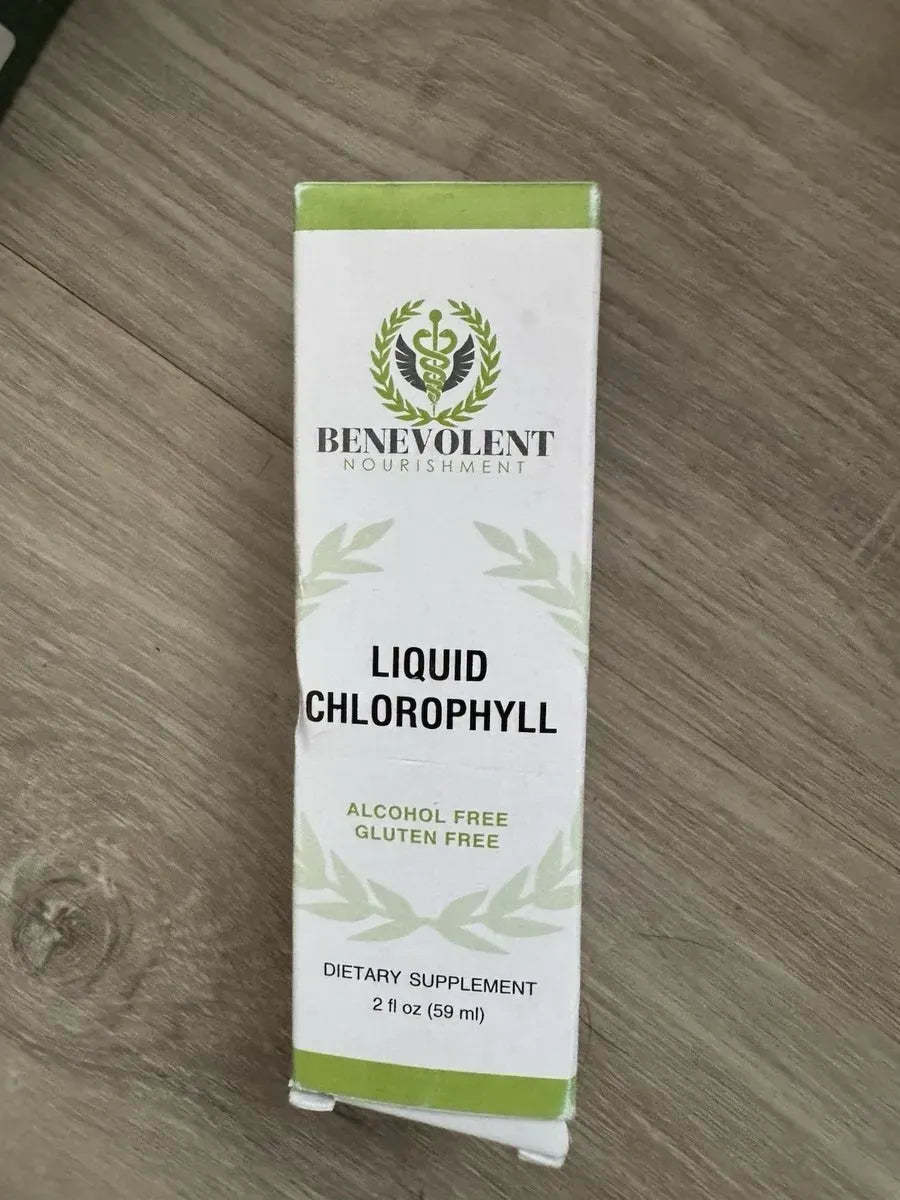 BENEVOLENT
NOURISHMENT
LIQUID
CHLOROPHYLL
ALCOHOL FREE
GLUTEN FREE
DIETARY SUPPLEMENT
2 fl oz (59 ml)